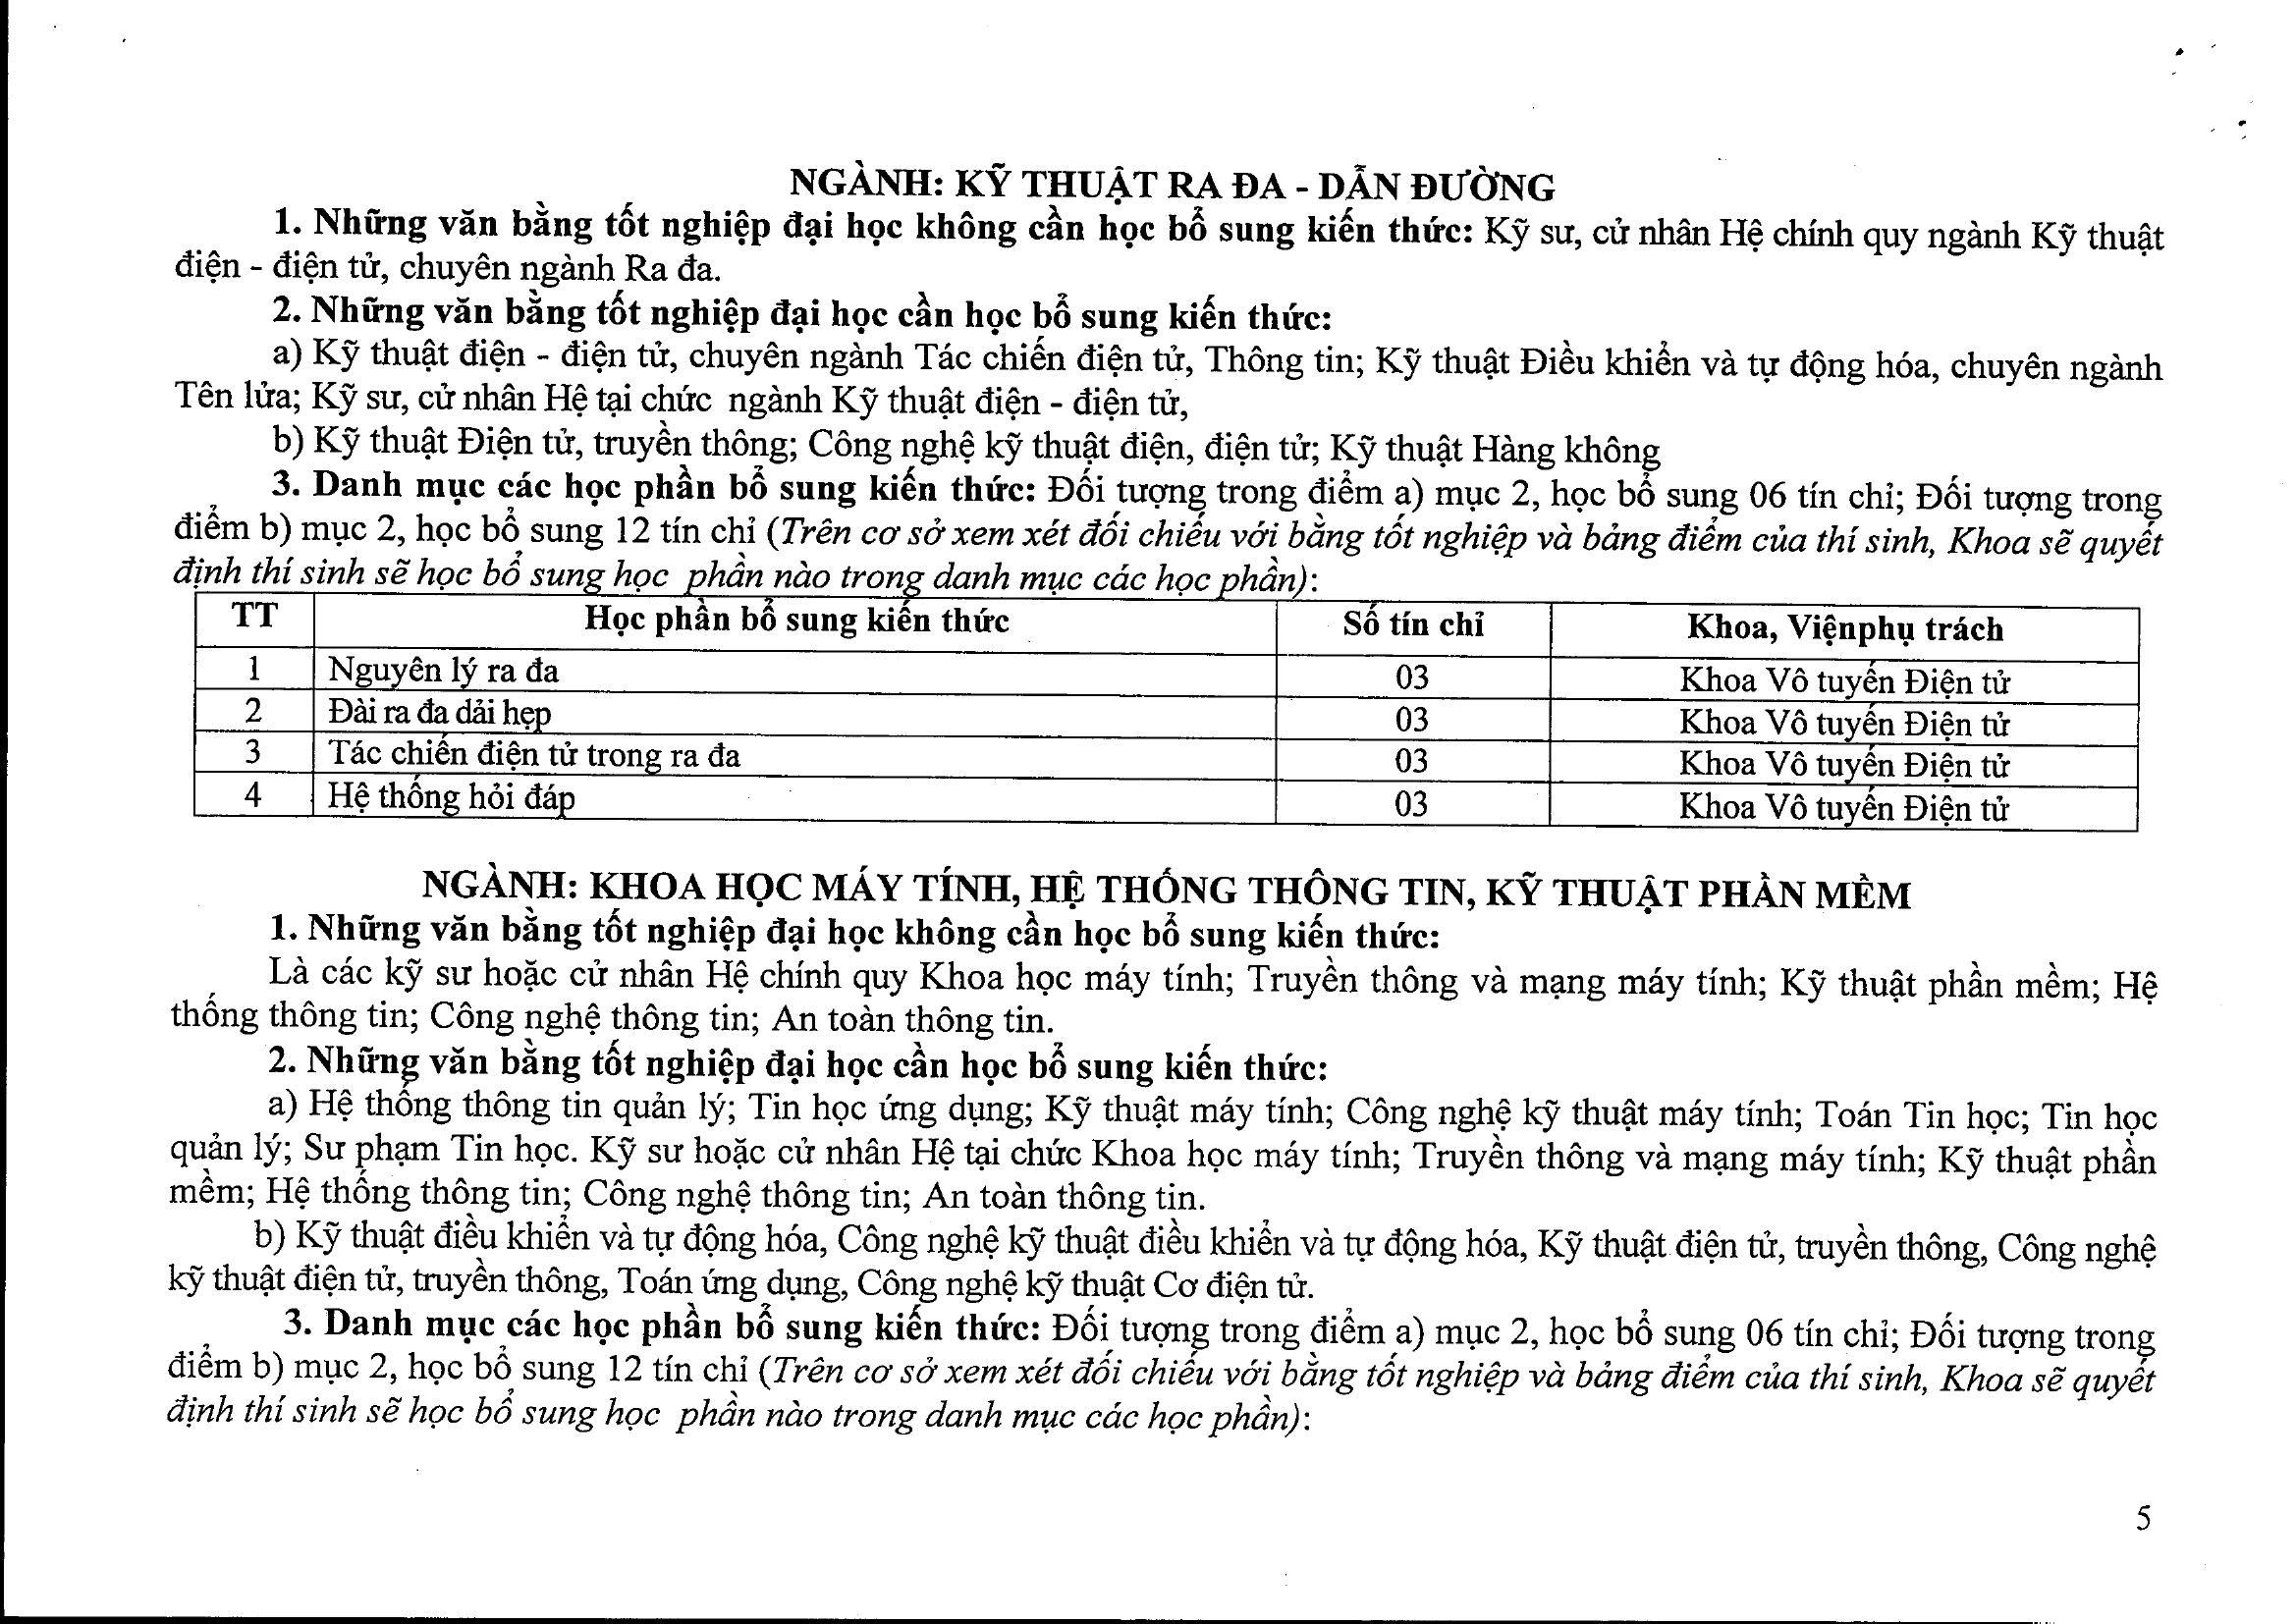 NGÀNH: KỸ THUẬT RA ĐA - DẪN ĐƯỜNG
1. Những văn bằng tốt nghiệp đại học không cần học bổ sung kiến thức: Kỹ sư, cử nhân Hệ chính quy ngành Kỹ thuật
điện - điện tử, chuyên ngành Ra đa.
2. Những văn bằng tốt nghiệp đại học cần học bổ sung kiến thức:
a) Kỹ thuật điện - điện tử, chuyên ngành Tác chiến điện tử, Thông tin; Kỹ thuật Điều khiển và tự động hóa, chuyên ngành
Tên lửa; Kỹ sư, cử nhân Hệ tại chức ngành Kỹ thuật điện - điện tử,
b) Kỹ thuật Điện tử, truyền thông; Công nghệ kỹ thuật điện, điện tử; Kỹ thuật Hàng không
3. Danh mục các học phần bổ sung kiến thức: Đối tượng trong điểm a) mục 2, học bổ sung 06 tín chỉ; Đối tượng trong
điểm b) mục 2, học bổ sung 12 tín chỉ (Trên cơ sở xem xét đối chiếu với bằng tốt nghiệp và bảng điểm của thí sinh, Khoa sẽ quyết
định thí sinh sẽ học bổ sung học phần nào trong danh mục các học phần):
TT Học phần bổ sung kiến thức Số tín chỉ Khoa, Việnphụ trách
1 Nguyên lý ra đa 03 Khoa Vô tuyến Điện tử
2 Đài ra đa dải hẹp 03 Khoa Vô tuyến Điện tử
3 Tác chiến điện tử trong ra đa 03 Khoa Vô tuyến Điện tử
4 Hệ thống hỏi đáp 03 Khoa Vô tuyến Điện tử
NGÀNH: KHOA HỌC MÁY TÍNH, HỆ THỐNG THÔNG TIN, KỸ THUẬT PHẦN MỀM
1. Những văn bằng tốt nghiệp đại học không cần học bổ sung kiến thức:
Là các kỹ sư hoặc cử nhân Hệ chính quy Khoa học máy tính; Truyền thông và mạng máy tính; Kỹ thuật phần mềm; Hệ
thống thông tin; Công nghệ thông tin; An toàn thông tin.
2. Những văn bằng tốt nghiệp đại học cần học bổ sung kiến thức:
a) Hệ thống thông tin quản lý; Tin học ứng dụng; Kỹ thuật máy tính; Công nghệ kỹ thuật máy tính; Toán Tin học; Tin học
quản lý; Sư phạm Tin học. Kỹ sư hoặc cử nhân Hệ tại chức Khoa học máy tính; Truyền thông và mạng máy tính; Kỹ thuật phần
mềm; Hệ thống thông tin; Công nghệ thông tin; An toàn thông tin.
b) Kỹ thuật điều khiển và tự động hóa, Công nghệ kỹ thuật điều khiển và tự động hóa, Kỹ thuật điện tử, truyền thông, Công nghệ
kỹ thuật điện tử, truyền thông, Toán ứng dụng, Công nghệ kỹ thuật Cơ điện tử.
3. Danh mục các học phần bổ sung kiến thức: Đối tượng trong điểm a) mục 2, học bổ sung 06 tín chỉ; Đối tượng trong
điểm b) mục 2, học bổ sung 12 tín chỉ (Trên cơ sở xem xét đối chiếu với bằng tốt nghiệp và bảng điểm của thí sinh, Khoa sẽ quyết
định thí sinh sẽ học bổ sung học phần nào trong danh mục các học phần):
5